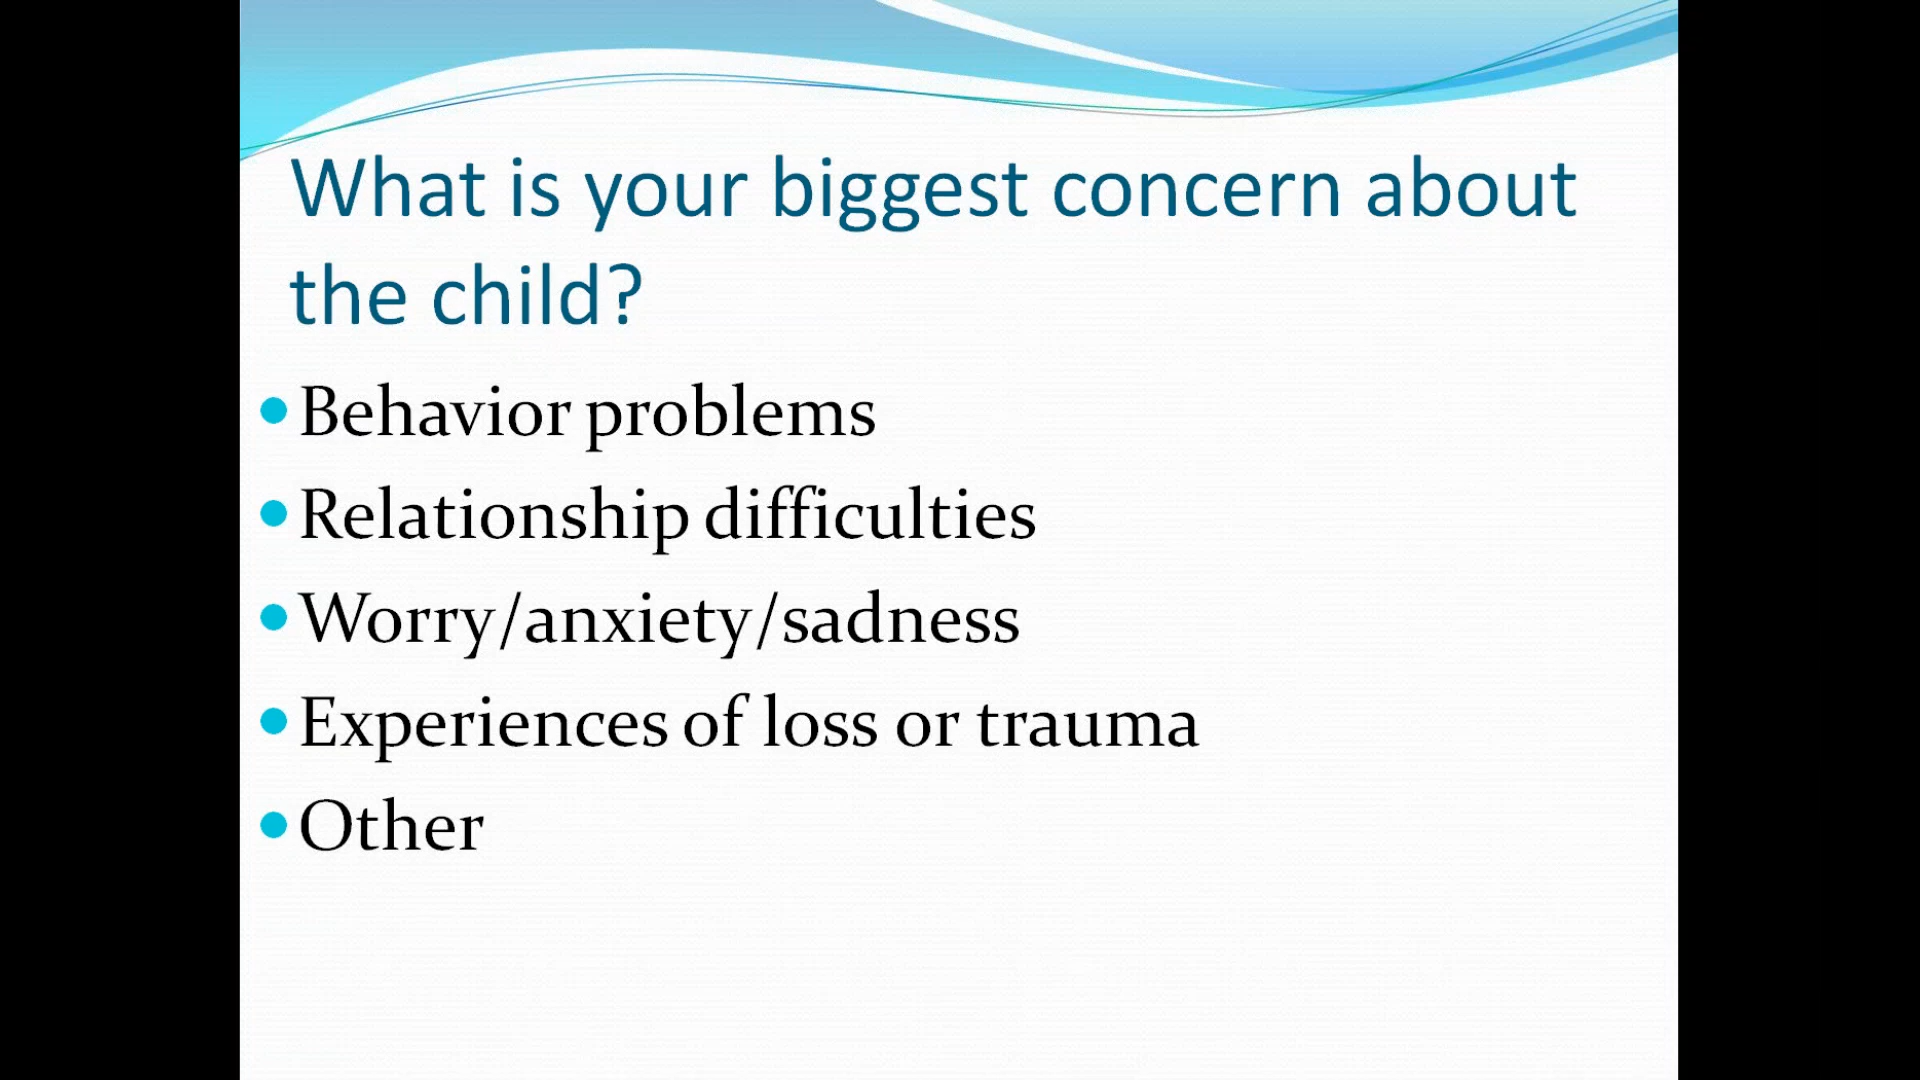 What is your biggest concern about
the child?
Behavior problems
Relationship difficulties
Worry/anxiety/sadness
Experiences of loss or trauma
Other